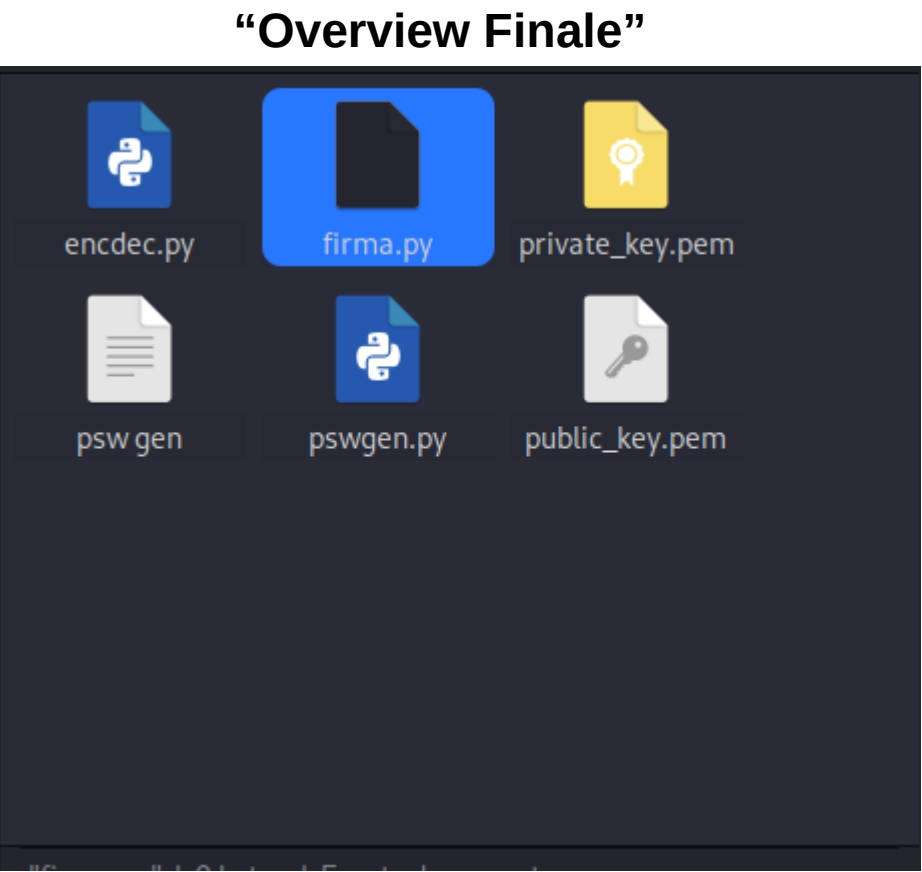 “Overview Finale”
encdec.py firma.py private_key.pem
psw gen pswgen.py public_key.pem